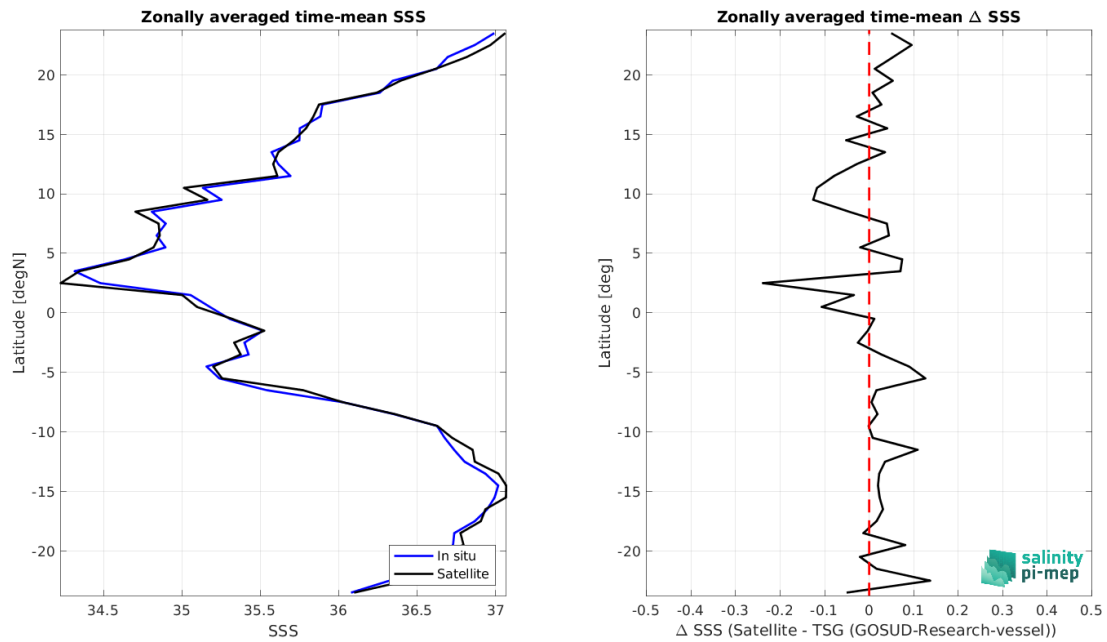 Zonally averaged time-mean SSS
20
15
10
5
0
-5
-10
-15
-20
Latitude [degN]
34.5 35 35.5 36 36.5 37
SSS
In situ
Satellite
Zonally averaged time-mean Δ SSS
20
15
10
5
0
-5
-10
-15
-20
Latitude [deg]
-0.5 -0.4 -0.3 -0.2 -0.1 0 0.1 0.2 0.3 0.4 0.5
Δ SSS (Satellite - TSG (GOSUD-Research-vessel))
salinity
pi-mep